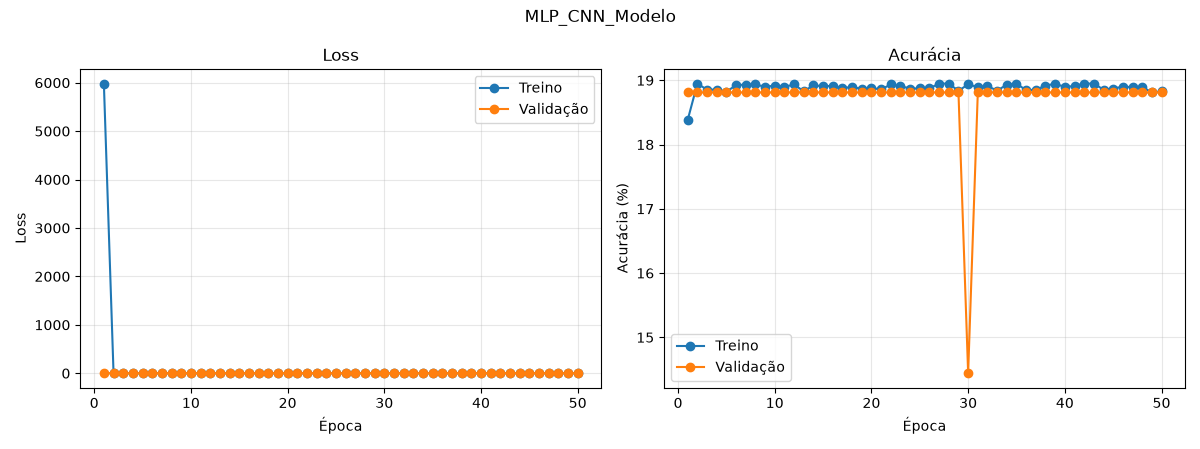 MLP_CNN_Modelo
Loss
6000
5000
4000
3000
2000
1000
0
Loss
0 10 20 30 40 50
Época
Treino
Validação
Acurácia
19
18
17
16
15
Acurácia (%)
0 10 20 30 40 50
Época
Treino
Validação